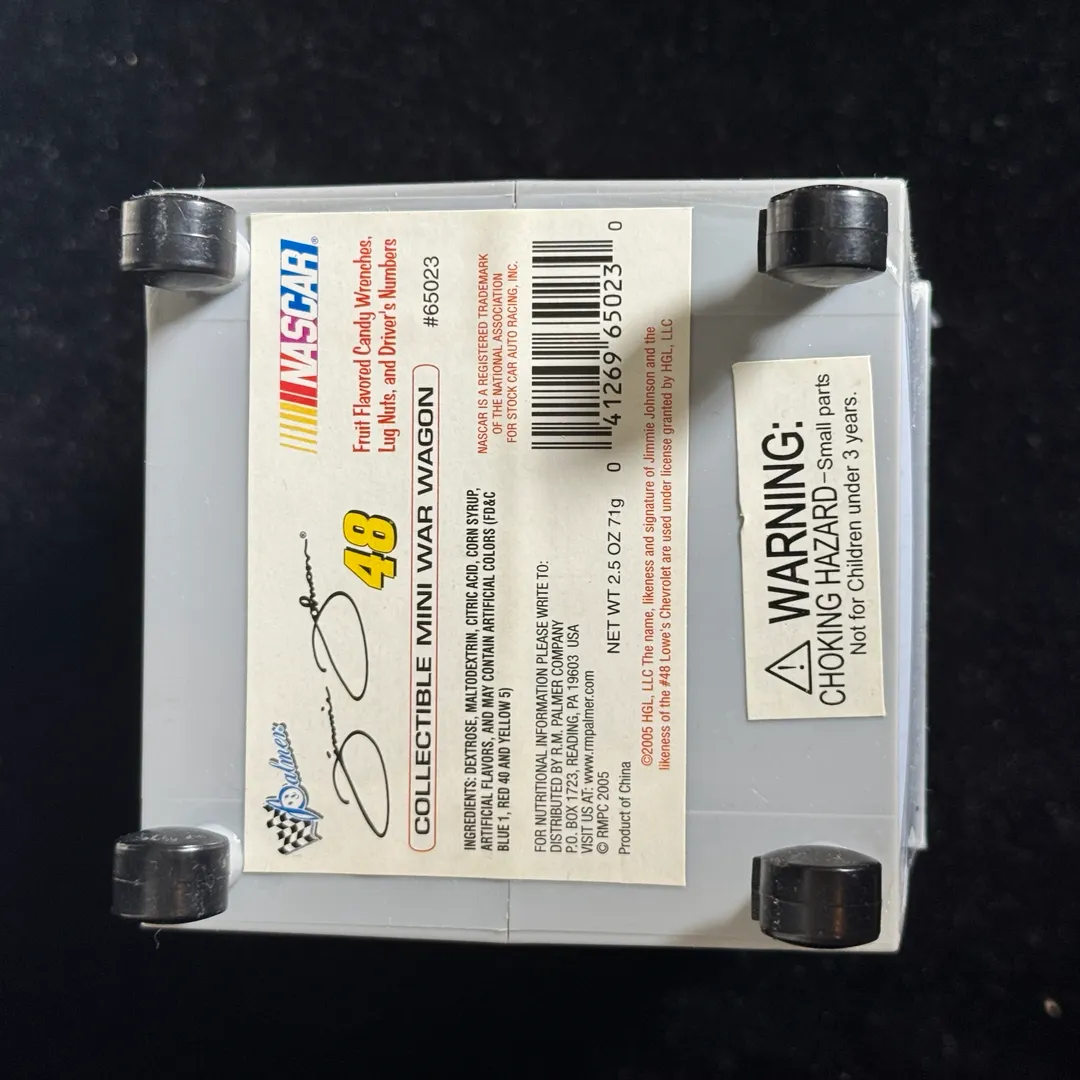 Palmer
Jimmie Johnson®
48
NASCAR®
Fruit Flavored Candy Wrenches,
Lug Nuts, and Driver's Numbers
COLLECTIBLE MINI WAR WAGON
#65023
INGREDIENTS: DEXTROSE, MALTODEXTRIN, CITRIC ACID, CORN SYRUP,
ARTIFICIAL FLAVORS, AND MAY CONTAIN ARTIFICIAL COLORS (FD&C
BLUE 1, RED 40 AND YELLOW 5)
NASCAR IS A REGISTERED TRADEMARK
OF THE NATIONAL ASSOCIATION
FOR STOCK CAR AUTO RACING, INC.
FOR NUTRITIONAL INFORMATION PLEASE WRITE TO:
DISTRIBUTED BY R.M. PALMER COMPANY
P.O. BOX 1723, READING, PA 19603 USA
VISIT US AT: www.rmpalmer.com
© RMPC 2005
Product of China
NET WT 2.5 OZ 71g
0 41269 65023 0
©2005 HGL, LLC The name, likeness and signature of Jimmie Johnson and the
likeness of the #48 Lowe's Chevrolet are used under license granted by HGL, LLC
WARNING:
CHOKING HAZARD–Small parts
Not for Children under 3 years.